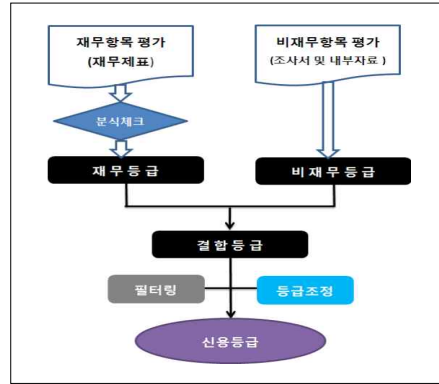 재무항목 평가
(재무제표)
비재무항목 평가
(조사서 및 내부자료 )
분식체크
재 무 등 급
비 재 무 등 급
결 합 등 급
필터링
등급조정
신용등급